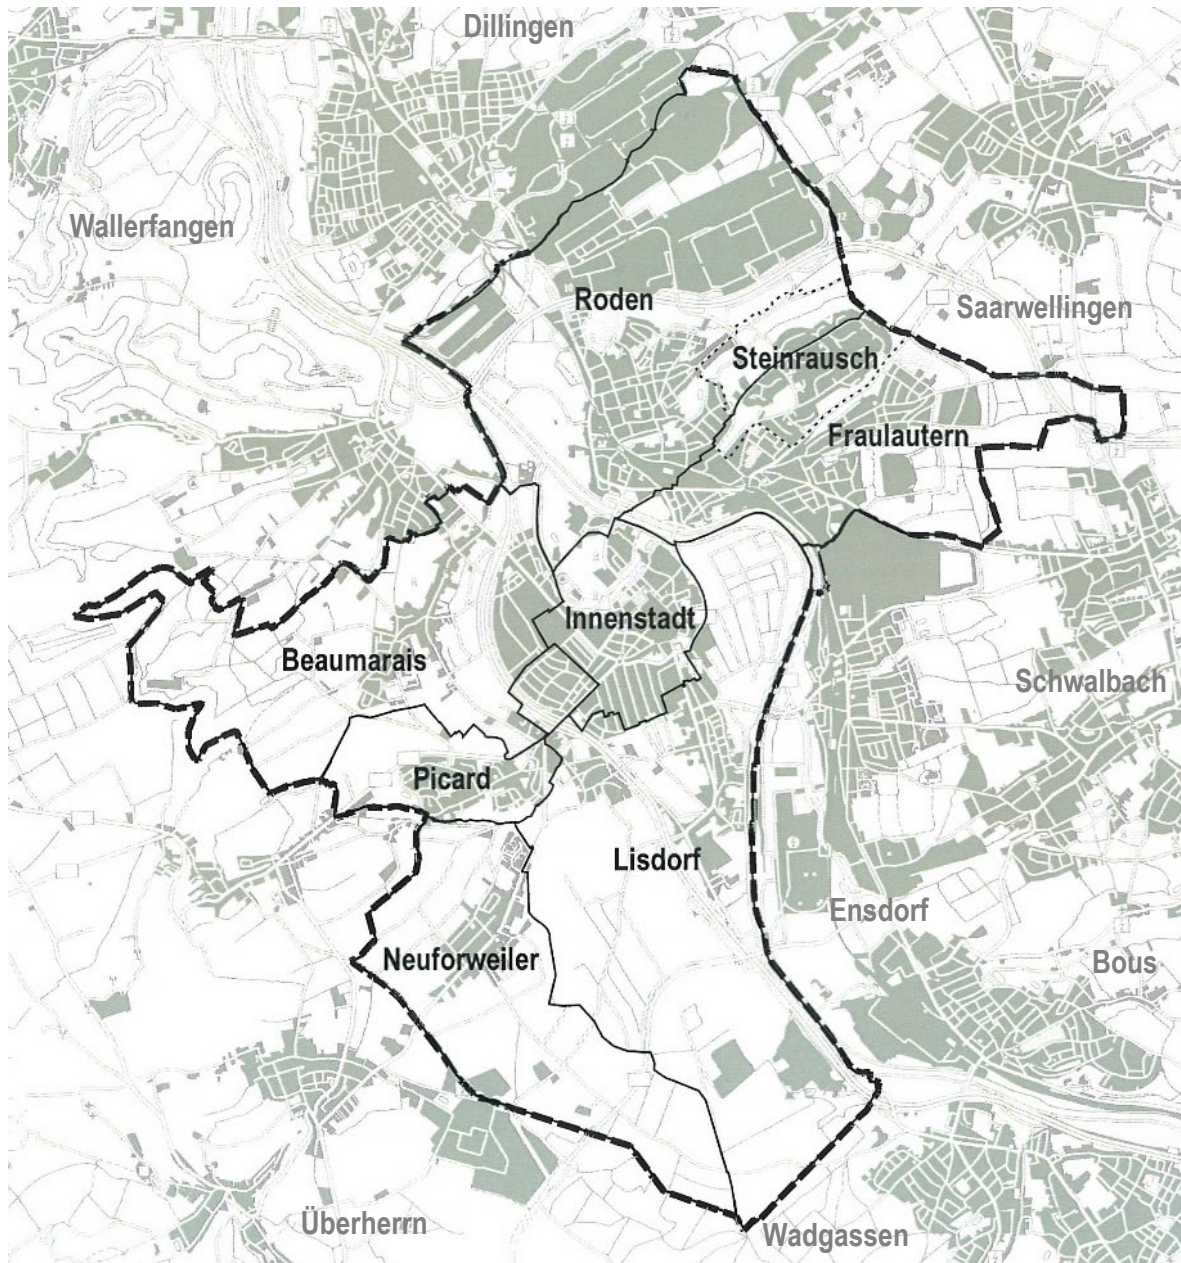 Dillingen
Wallerfangen
Roden
Saarwellingen
Steinrausch
Fraulautern
Innenstadt
Beaumarais
Schwalbach
Picard
Lisdorf
Ensdorf
Neuforweiler
Bous
Überherrn
Wadgassen